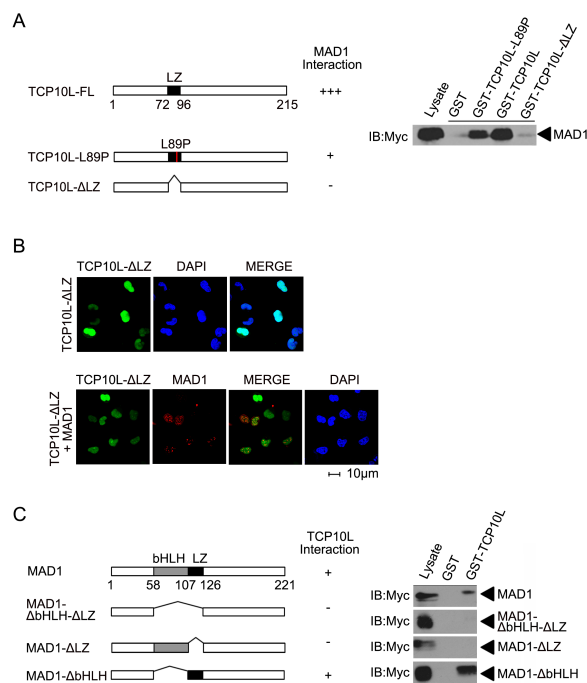 A
LZ
MAD1
Interaction
TCP10L-FL
+++
1 72 96 215
L89P
TCP10L-L89P
+
TCP10L-ΔLZ
-
Lysate
GST
GST-TCP10L-L89P
GST-TCP10L
GST-TCP10L-ΔLZ
IB:Myc
MAD1
B
TCP10L-ΔLZ DAPI MERGE
TCP10L-ΔLZ
TCP10L-ΔLZ MAD1 MERGE DAPI
TCP10L-ΔLZ
+ MAD1
10μm
C
bHLH LZ
TCP10L
Interaction
MAD1
+
1 58 107 126 221
MAD1-
ΔbHLH-ΔLZ
-
MAD1-ΔLZ
-
MAD1-ΔbHLH
+
Lysate
GST
GST-TCP10L
IB:Myc MAD1
IB:Myc MAD1-
ΔbHLH-ΔLZ
IB:Myc MAD1-ΔLZ
IB:Myc MAD1-ΔbHLH